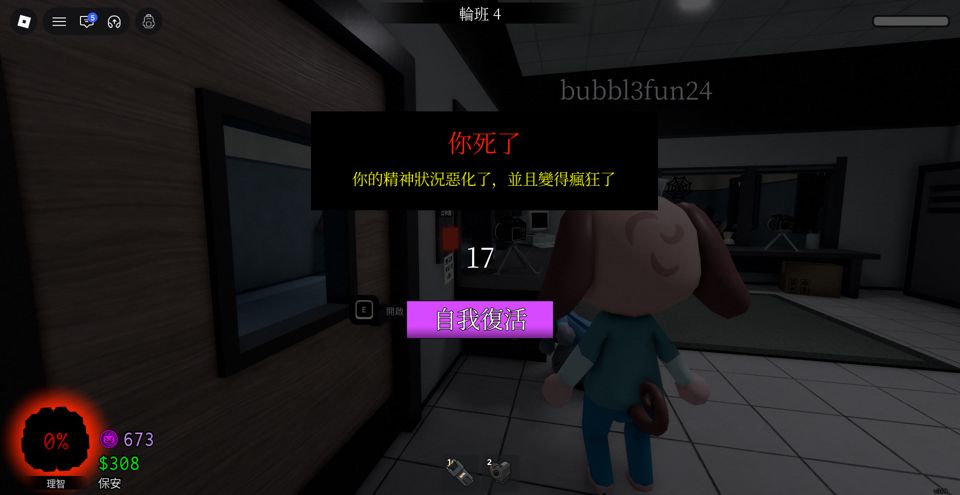 5
輪班 4
bubbl3fun24
你死了
你的精神狀況惡化了，並且變得瘋狂了
17
E
開啟
自我復活
0%
673
$308
理智
保安
1
2